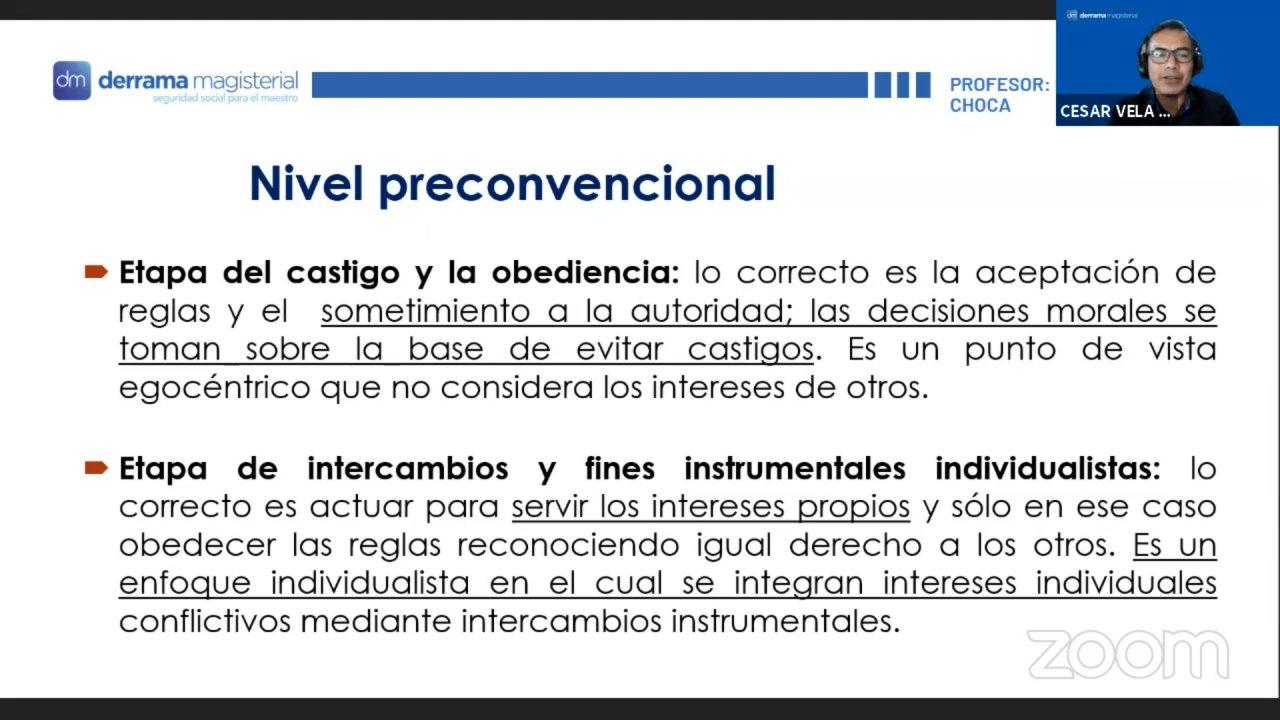 dm derrama magisterial
seguridad social para el maestro
PROFESOR:
CHOCA
dm derrama magisterial
CESAR VELA ...
Nivel preconvencional
Etapa del castigo y la obediencia: lo correcto es la aceptación de
reglas y el sometimiento a la autoridad; las decisiones morales se
toman sobre la base de evitar castigos. Es un punto de vista
egocéntrico que no considera los intereses de otros.
Etapa de intercambios y fines instrumentales individualistas: lo
correcto es actuar para servir los intereses propios y sólo en ese caso
obedecer las reglas reconociendo igual derecho a los otros. Es un
enfoque individualista en el cual se integran intereses individuales
conflictivos mediante intercambios instrumentales.
zoom